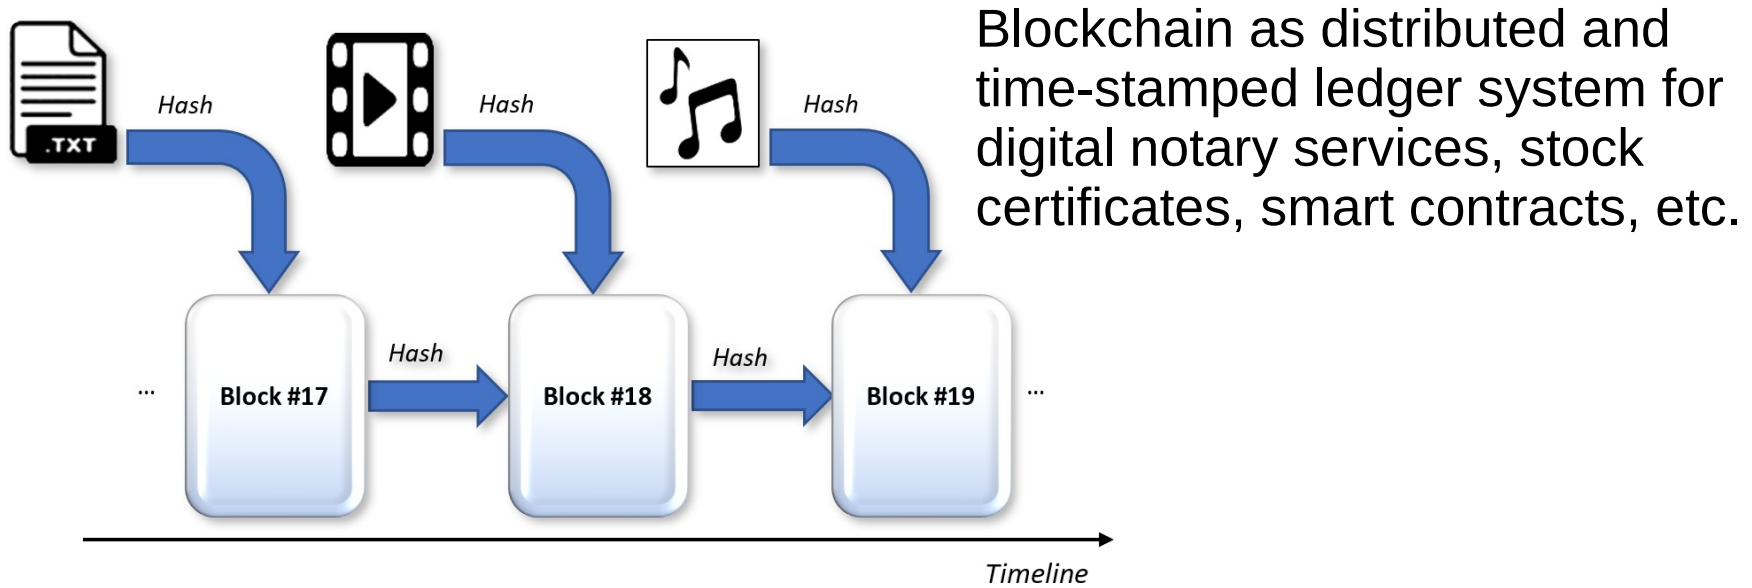 Blockchain as distributed and
time-stamped ledger system for
digital notary services, stock
certificates, smart contracts, etc.
Hash
Hash
Hash
.TXT
Hash
Hash
...
Block #17
Block #18
Block #19
...
Timeline